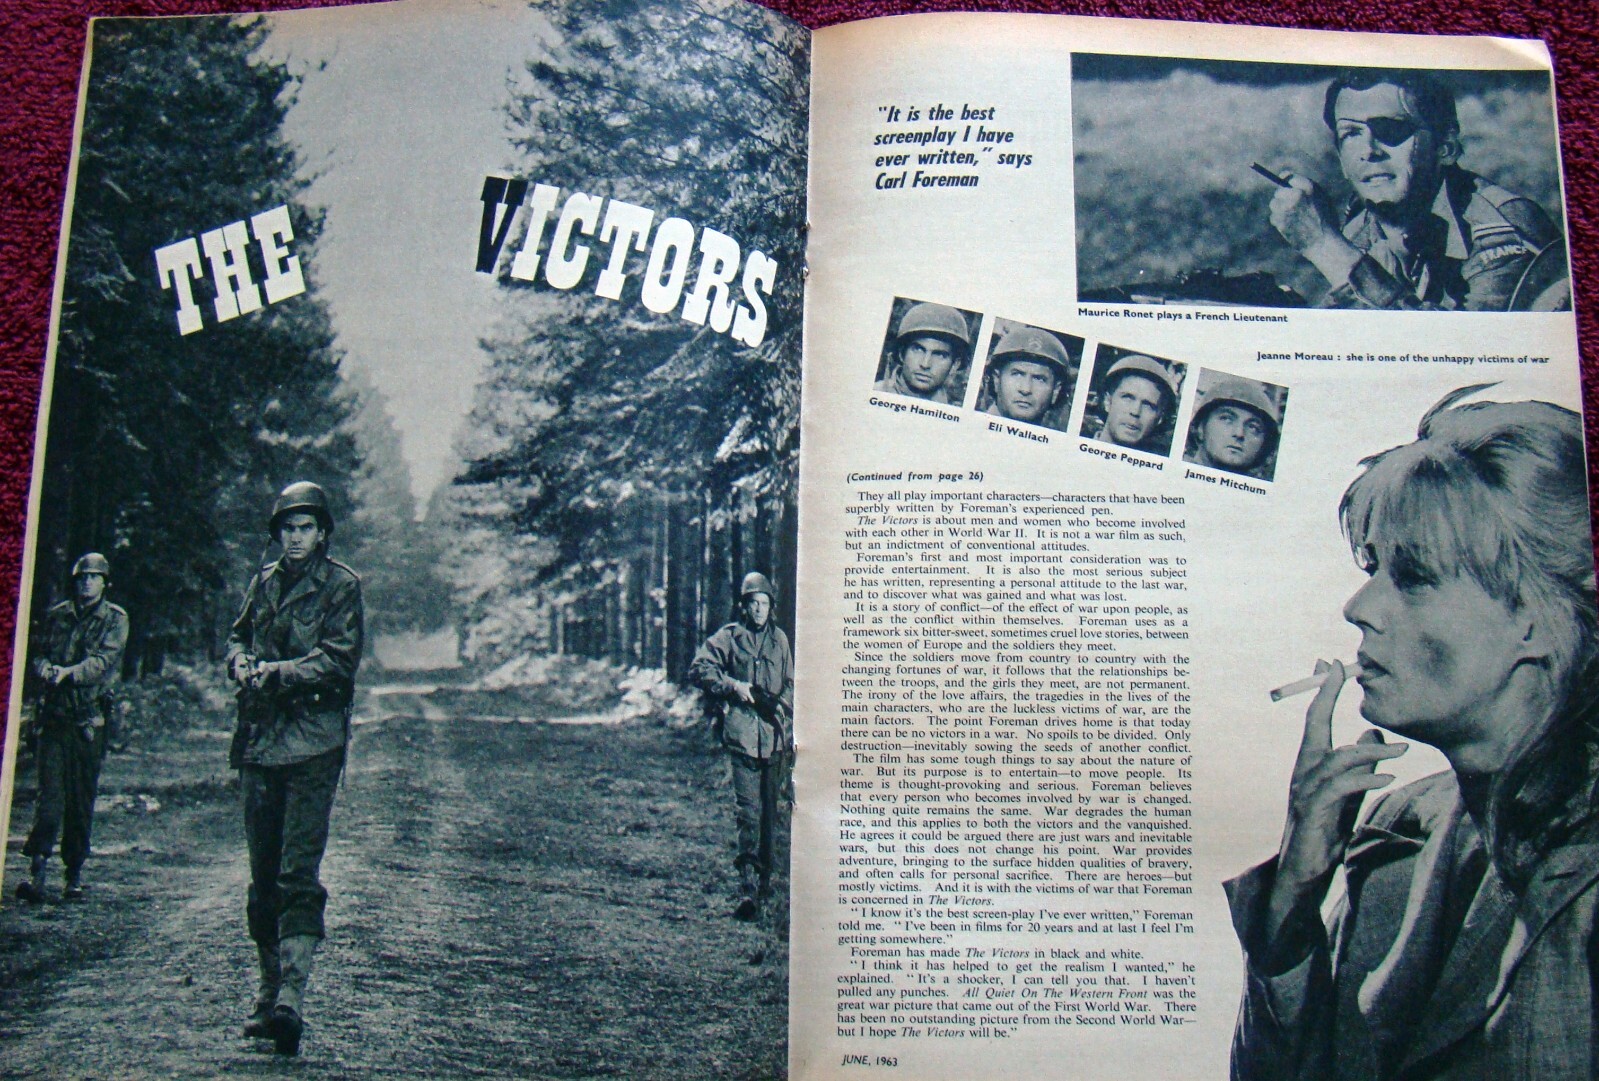 THE VICTORS
"It is the best
screenplay I have
ever written," says
Carl Foreman
FRANCE
Maurice Ronet plays a French Lieutenant
Jeanne Moreau : she is one of the unhappy victims of war
George Hamilton
Eli Wallach
George Peppard
James Mitchum
(Continued from page 26)
They all play important characters—characters that have been
superbly written by Foreman's experienced pen.
The Victors is about men and women who become involved
with each other in World War II. It is not a war film as such,
but an indictment of conventional attitudes.
Foreman's first and most important consideration was to
provide entertainment. It is also the most serious subject
he has written, representing a personal attitude to the last war,
and to discover what was gained and what was lost.
It is a story of conflict—of the effect of war upon people, as
well as the conflict within themselves. Foreman uses as a
framework six bitter-sweet, sometimes cruel love stories, between
the women of Europe and the soldiers they meet.
Since the soldiers move from country to country with the
changing fortunes of war, it follows that the relationships be-
tween the troops, and the girls they meet, are not permanent.
The irony of the love affairs, the tragedies in the lives of the
main characters, who are the luckless victims of war, are the
main factors. The point Foreman drives home is that today
there can be no victors in a war. No spoils to be divided. Only
destruction—inevitably sowing the seeds of another conflict.
The film has some tough things to say about the nature of
war. But its purpose is to entertain—to move people. Its
theme is thought-provoking and serious. Foreman believes
that every person who becomes involved by war is changed.
Nothing quite remains the same. War degrades the human
race, and this applies to both the victors and the vanquished.
He agrees it could be argued there are just wars and inevitable
wars, but this does not change his point. War provides
adventure, bringing to the surface hidden qualities of bravery,
and often calls for personal sacrifice. There are heroes—but
mostly victims. And it is with the victims of war that Foreman
is concerned in The Victors.
"I know it's the best screen-play I've ever written," Foreman
told me. "I've been in films for 20 years and at last I feel I'm
getting somewhere."
Foreman has made The Victors in black and white.
"I think it has helped to get the realism I wanted," he
explained. "It's a shocker, I can tell you that. I haven't
pulled any punches. All Quiet On The Western Front was the
great war picture that came out of the First World War. There
has been no outstanding picture from the Second World War—
but I hope The Victors will be."
JUNE, 1963